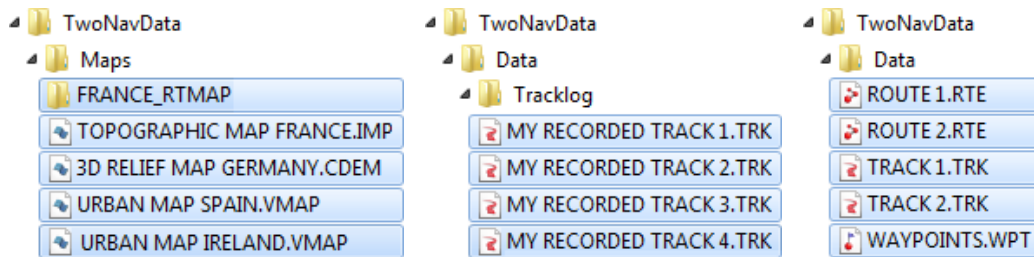 TwoNavData
Maps
FRANCE_RTMAP
TOPOGRAPHIC MAP FRANCE.IMP
3D RELIEF MAP GERMANY.CDEM
URBAN MAP SPAIN.VMAP
URBAN MAP IRELAND.VMAP
TwoNavData
Data
Tracklog
MY RECORDED TRACK 1.TRK
MY RECORDED TRACK 2.TRK
MY RECORDED TRACK 3.TRK
MY RECORDED TRACK 4.TRK
TwoNavData
Data
ROUTE 1.RTE
ROUTE 2.RTE
TRACK 1.TRK
TRACK 2.TRK
WAYPOINTS.WPT